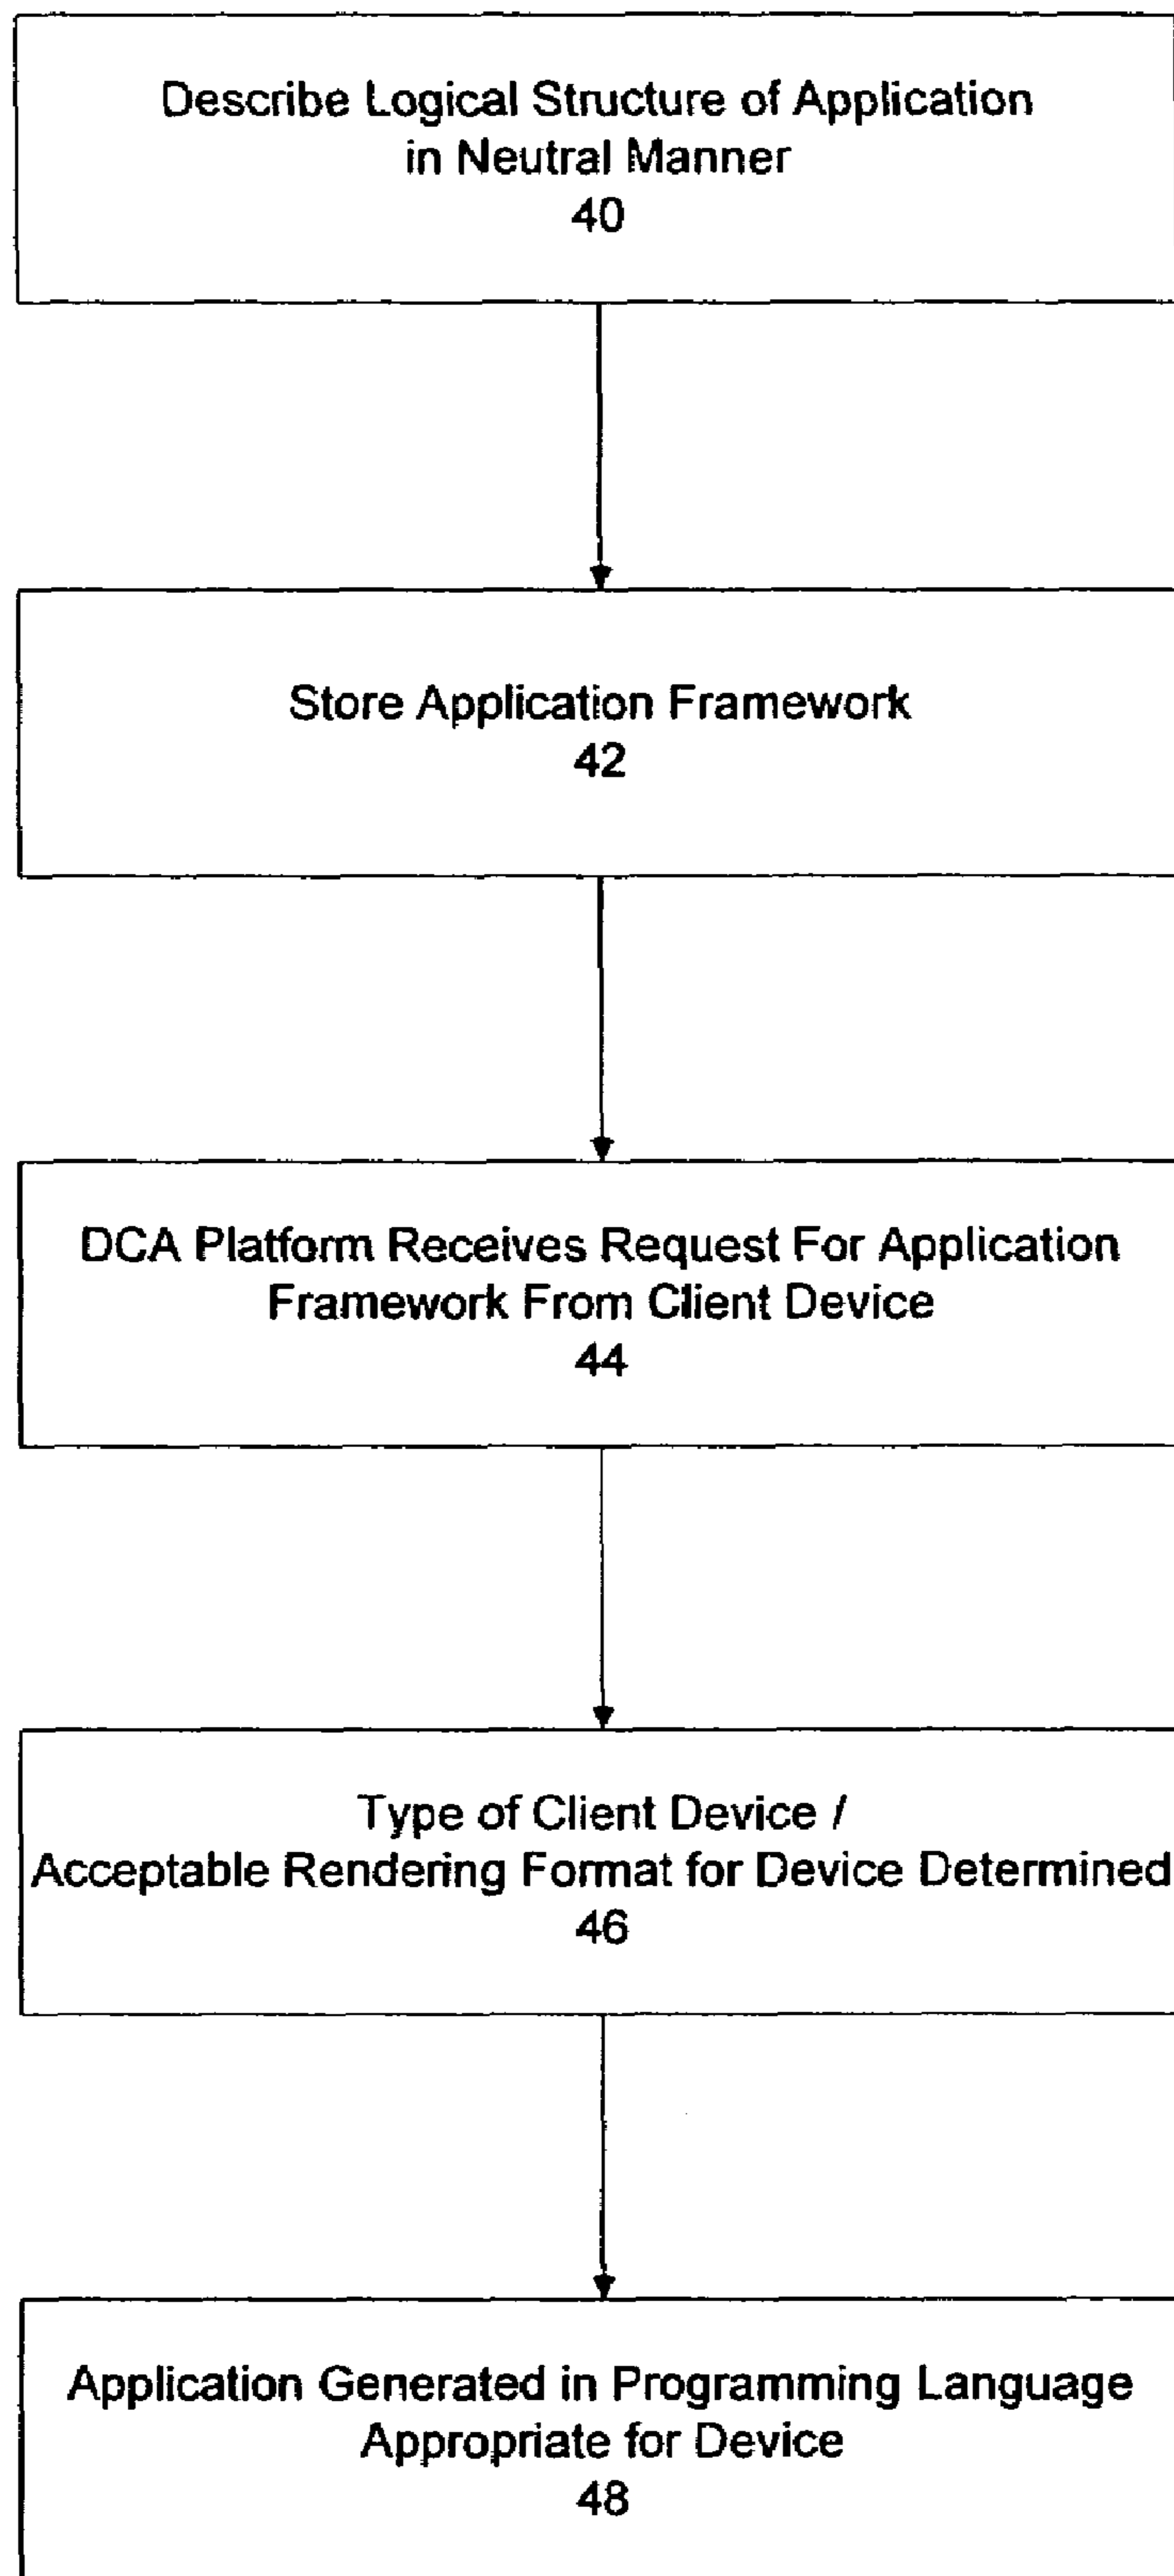 Describe Logical Structure of Application
in Neutral Manner
40
Store Application Framework
42
DCA Platform Receives Request For Application
Framework From Client Device
44
Type of Client Device /
Acceptable Rendering Format for Device Determined
46
Application Generated in Programming Language
Appropriate for Device
48